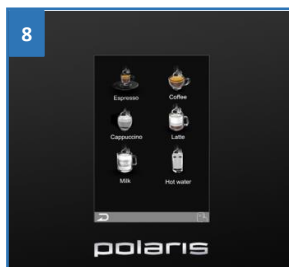 8
Espresso Coffee
Cappuccino Latte
Milk Hot water
polaris